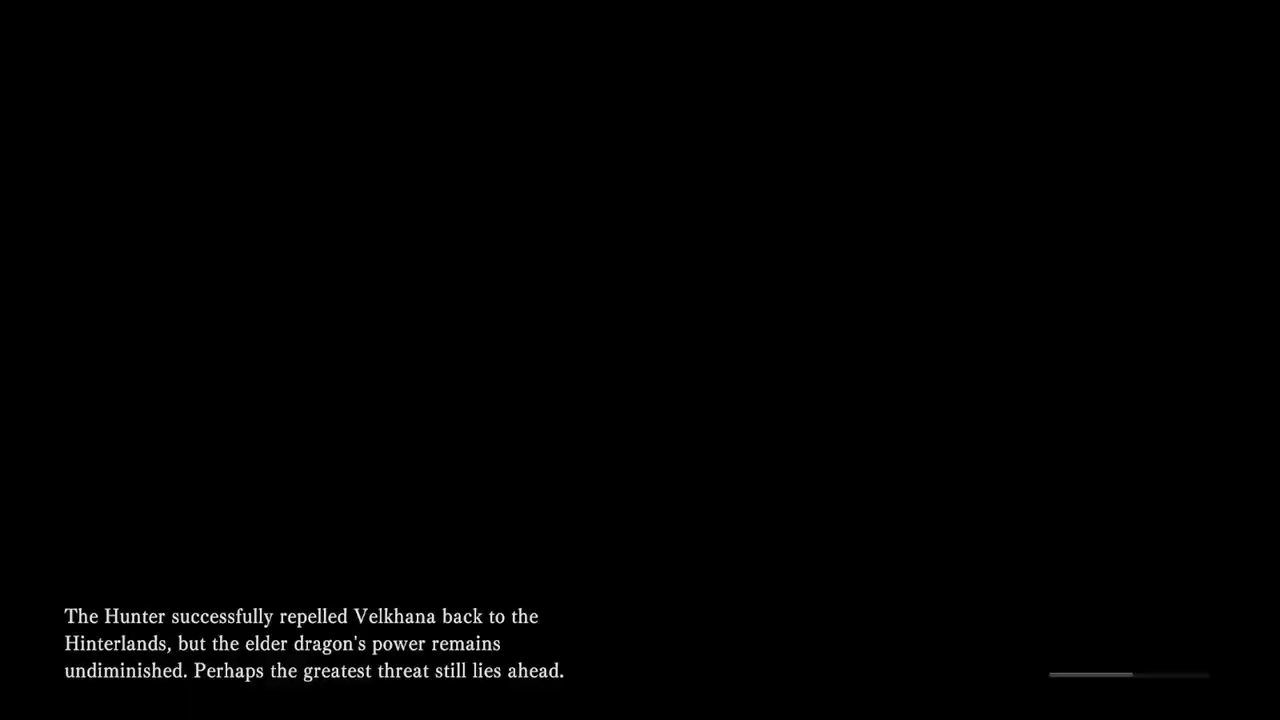 The Hunter successfully repelled Velkhana back to the
Hinterlands, but the elder dragon's power remains
undiminished. Perhaps the greatest threat still lies ahead.